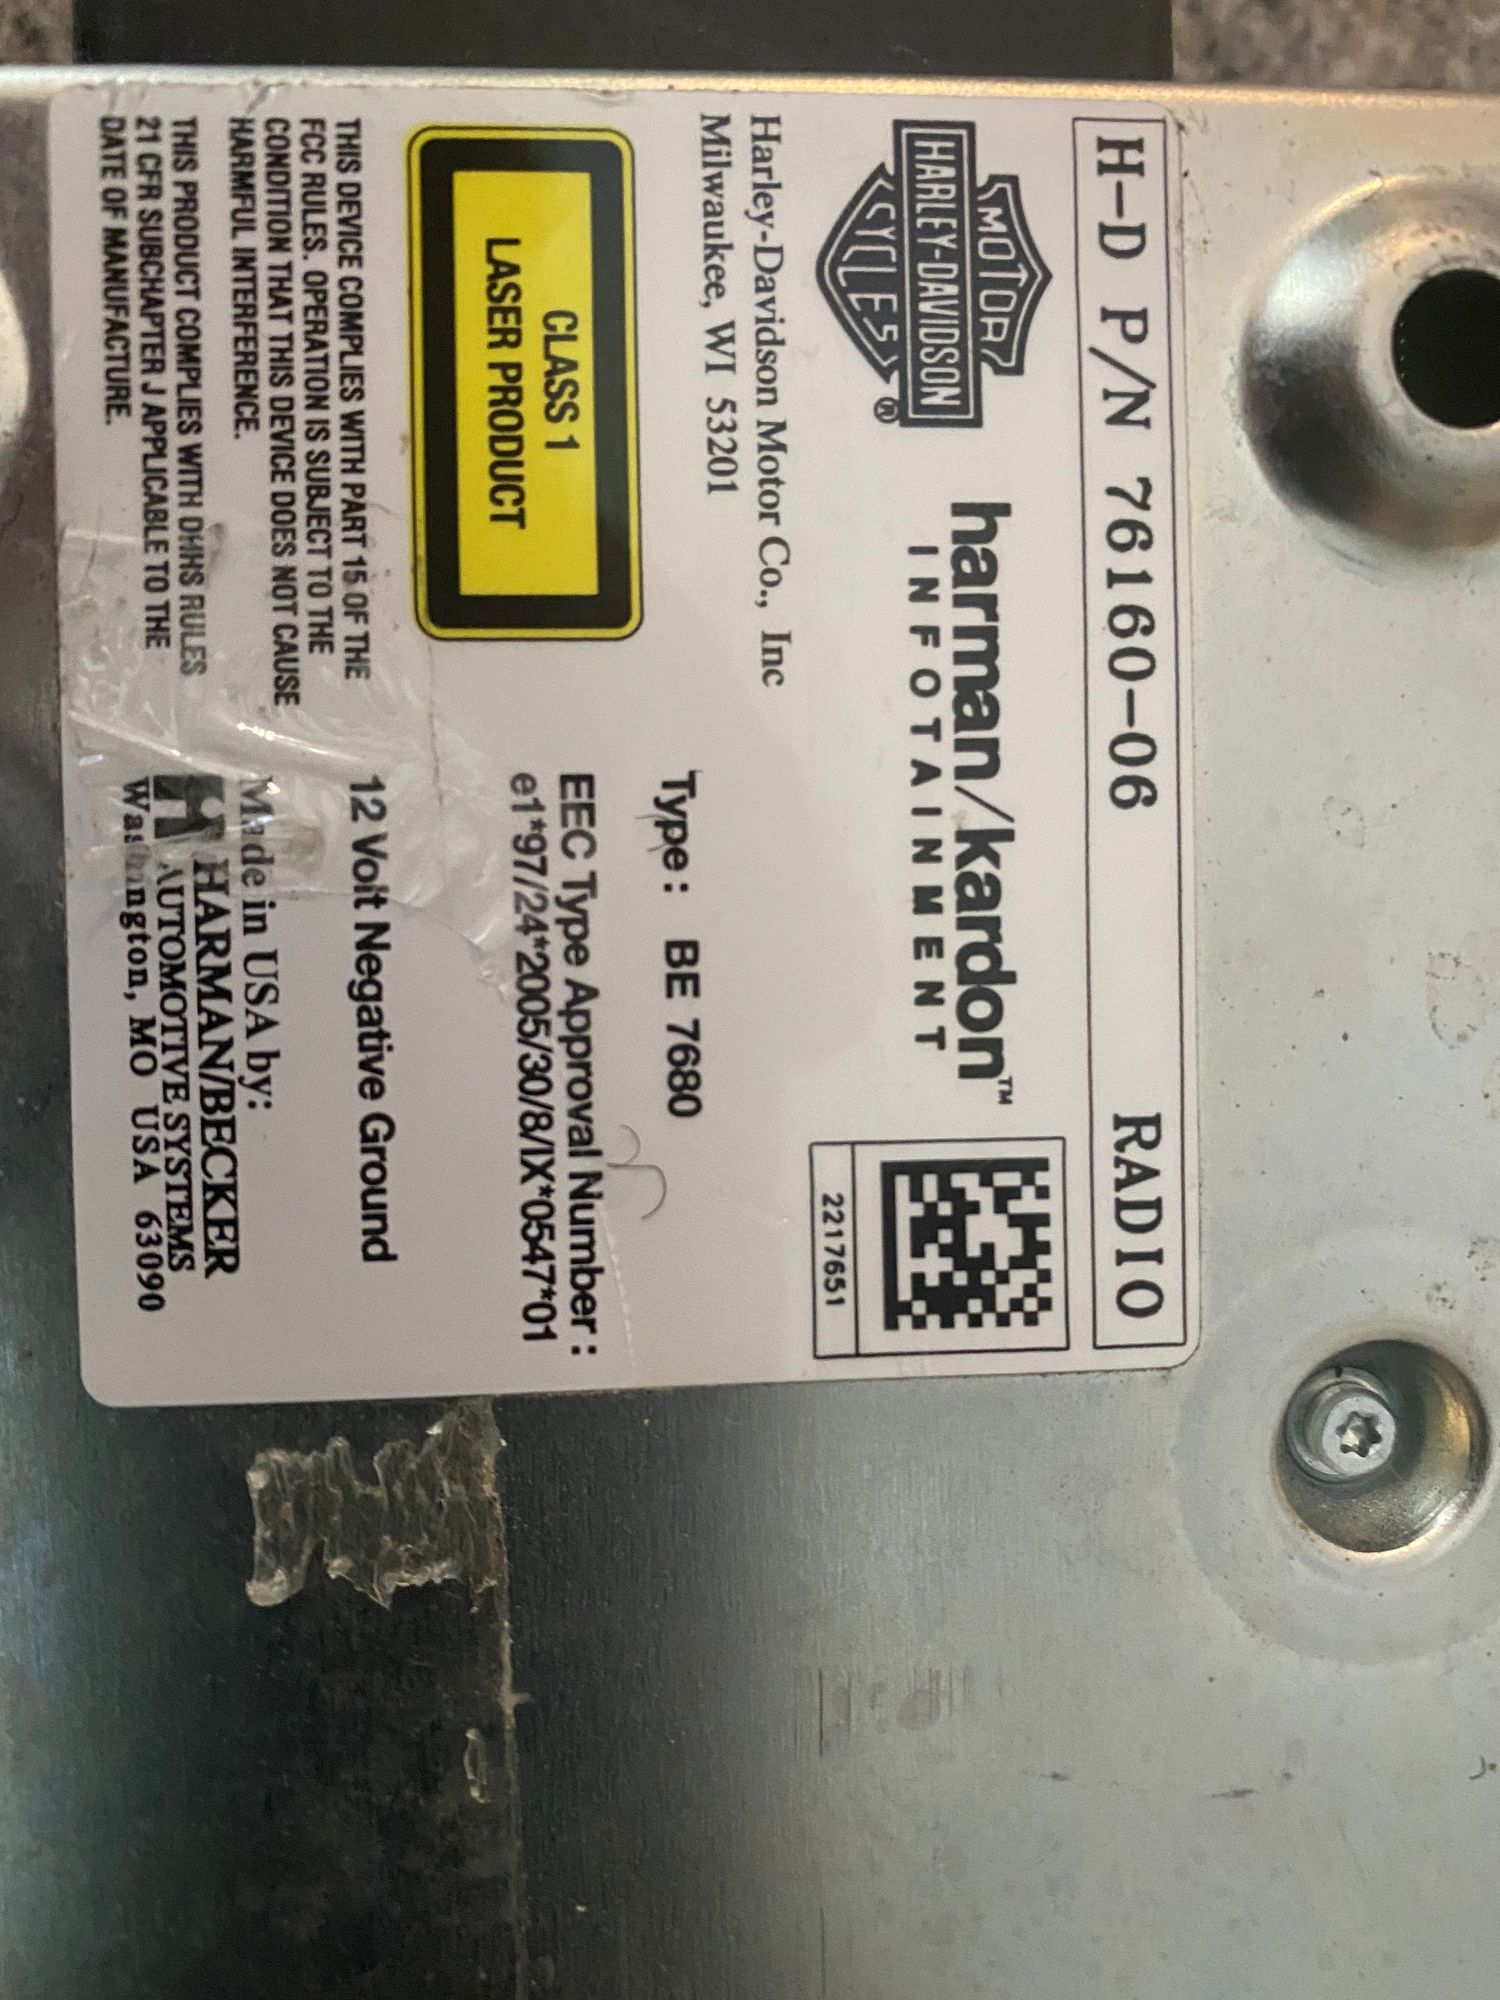 H-D P/N 76160-06 RADIO
MOTOR
HARLEY-DAVIDSON
CYCLES
®
harman/kardon™
INFOTAINMENT
2217651
Harley-Davidson Motor Co., Inc
Milwaukee, WI 53201
Type: BE 7680
CLASS 1
LASER PRODUCT
EEC Type Approval Number:
e1*97/24*2005/30/8/IX*0547*01
12 Volt Negative Ground
THIS DEVICE COMPLIES WITH PART 15 OF THE
FCC RULES. OPERATION IS SUBJECT TO THE
CONDITION THAT THIS DEVICE DOES NOT CAUSE
HARMFUL INTERFERENCE.
THIS PRODUCT COMPLIES WITH DHHS RULES
21 CFR SUBCHAPTER J APPLICABLE TO THE
DATE OF MANUFACTURE.
Made in USA by:
HARMAN/BECKER
AUTOMOTIVE SYSTEMS
Washington, MO USA 63090